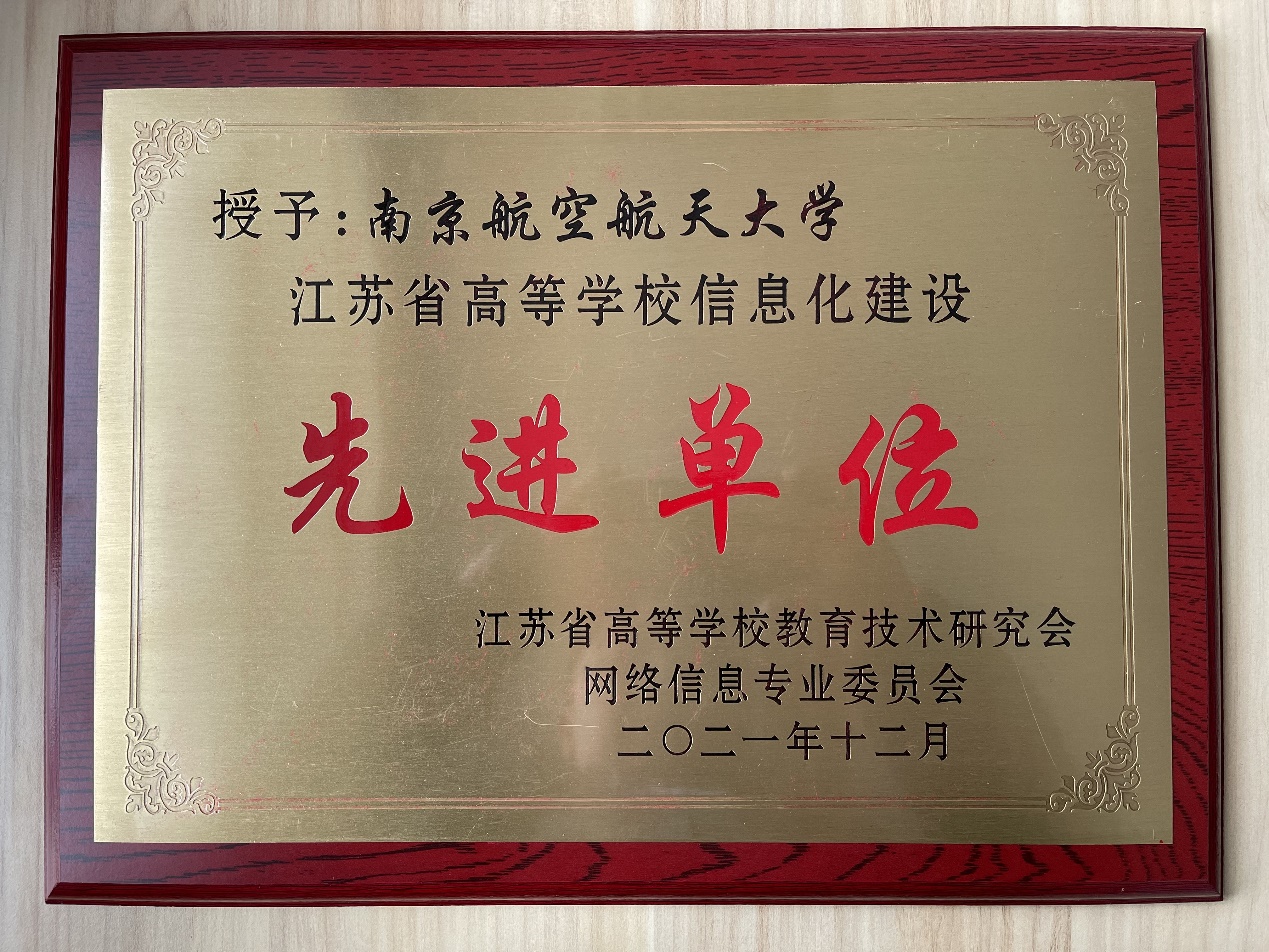 授予:南京航空航天大学
江苏省高等学校信息化建设
先进单位
江苏省高等学校教育技术研究会
网络信息专业委员会
二〇二一年十二月